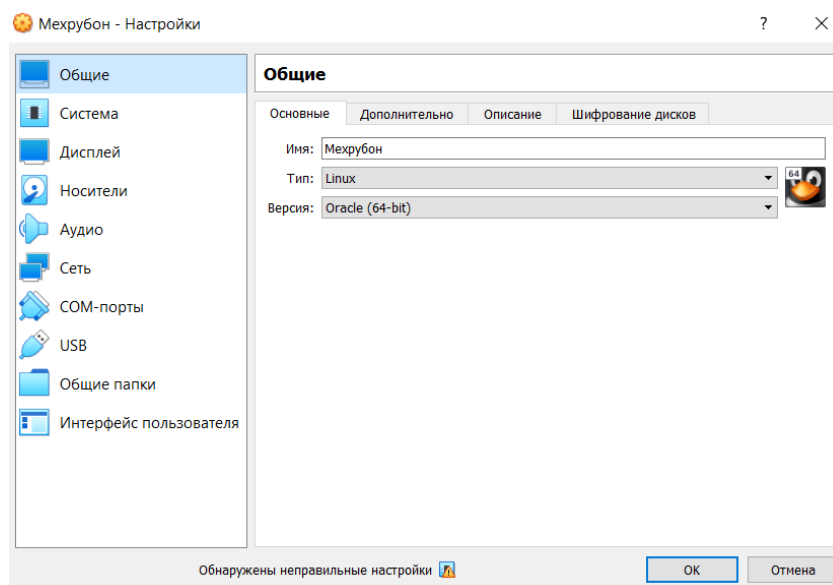 Мехрубон - Настройки
?
Общие
Система
Дисплей
Носители
Аудио
Сеть
COM-порты
USB
Общие папки
Интерфейс пользователя
Общие
Основные Дополнительно Описание Шифрование дисков
Имя: Мехрубон
Тип: Linux
64
Версия: Oracle (64-bit)
Обнаружены неправильные настройки
ОК Отмена